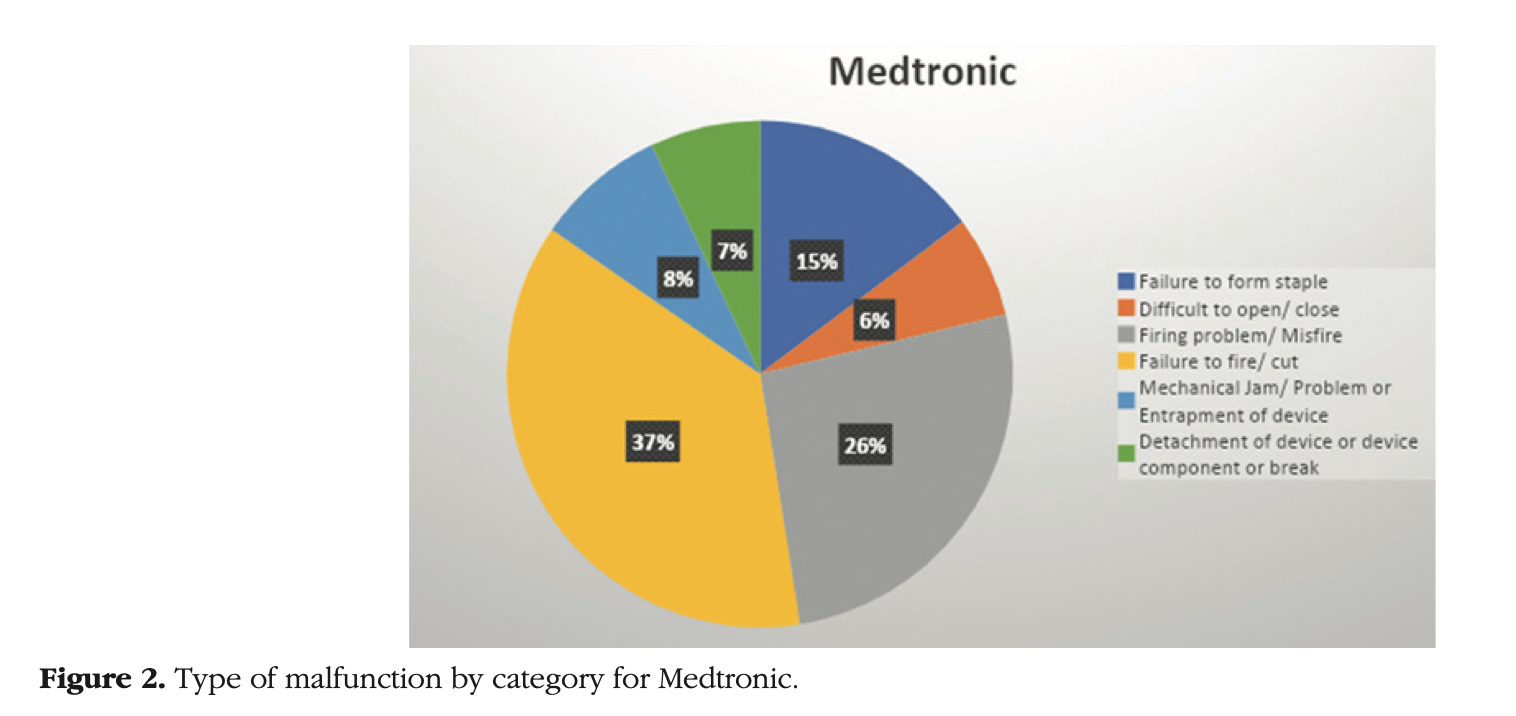 Medtronic
7%
15%
8%
6%
37%
26%
Failure to form staple
Difficult to open/ close
Firing problem/ Misfire
Failure to fire/ cut
Mechanical Jam/ Problem or
Entrapment of device
Detachment of device or device
component or break
Figure 2. Type of malfunction by category for Medtronic.